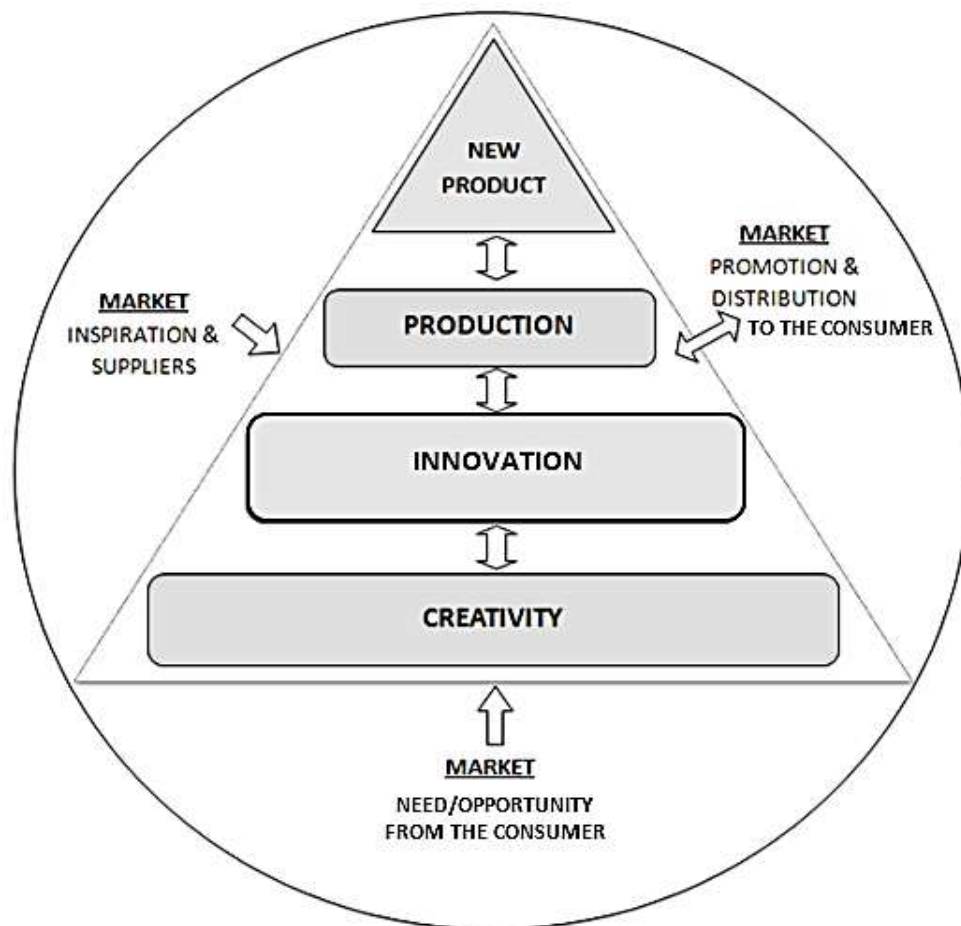 NEW
PRODUCT
MARKET
PROMOTION &
DISTRIBUTION
TO THE CONSUMER
MARKET
INSPIRATION &
SUPPLIERS
PRODUCTION
INNOVATION
CREATIVITY
MARKET
NEED/OPPORTUNITY
FROM THE CONSUMER